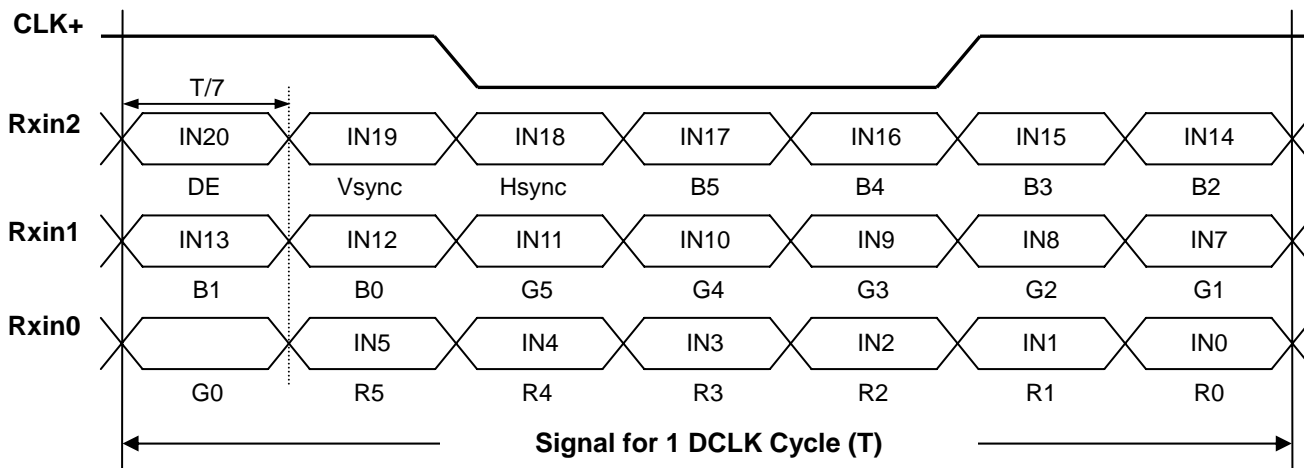 CLK+
T/7
Rxin2 IN20 IN19 IN18 IN17 IN16 IN15 IN14
DE Vsync Hsync B5 B4 B3 B2
Rxin1 IN13 IN12 IN11 IN10 IN9 IN8 IN7
B1 B0 G5 G4 G3 G2 G1
Rxin0 IN5 IN4 IN3 IN2 IN1 IN0
G0 R5 R4 R3 R2 R1 R0
Signal for 1 DCLK Cycle (T)